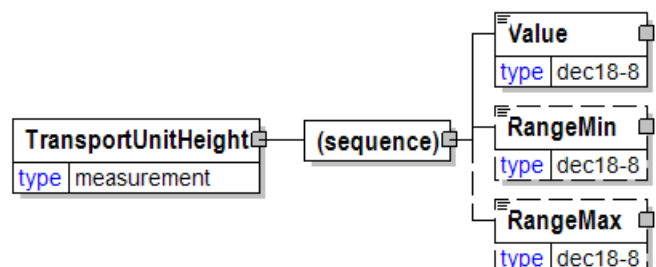 Value
type dec18-8
TransportUnitHeight
type measurement
(sequence)
RangeMin
type dec18-8
RangeMax
type dec18-8